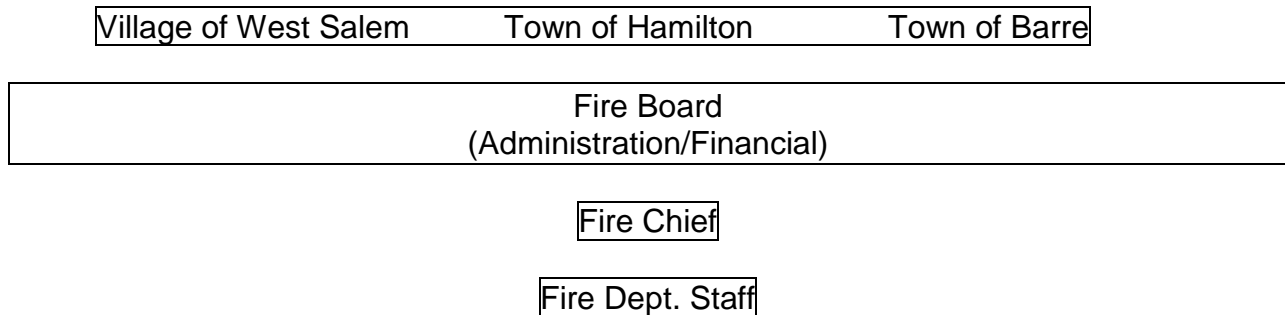 Village of West Salem Town of Hamilton Town of Barre
Fire Board
(Administration/Financial)
Fire Chief
Fire Dept. Staff